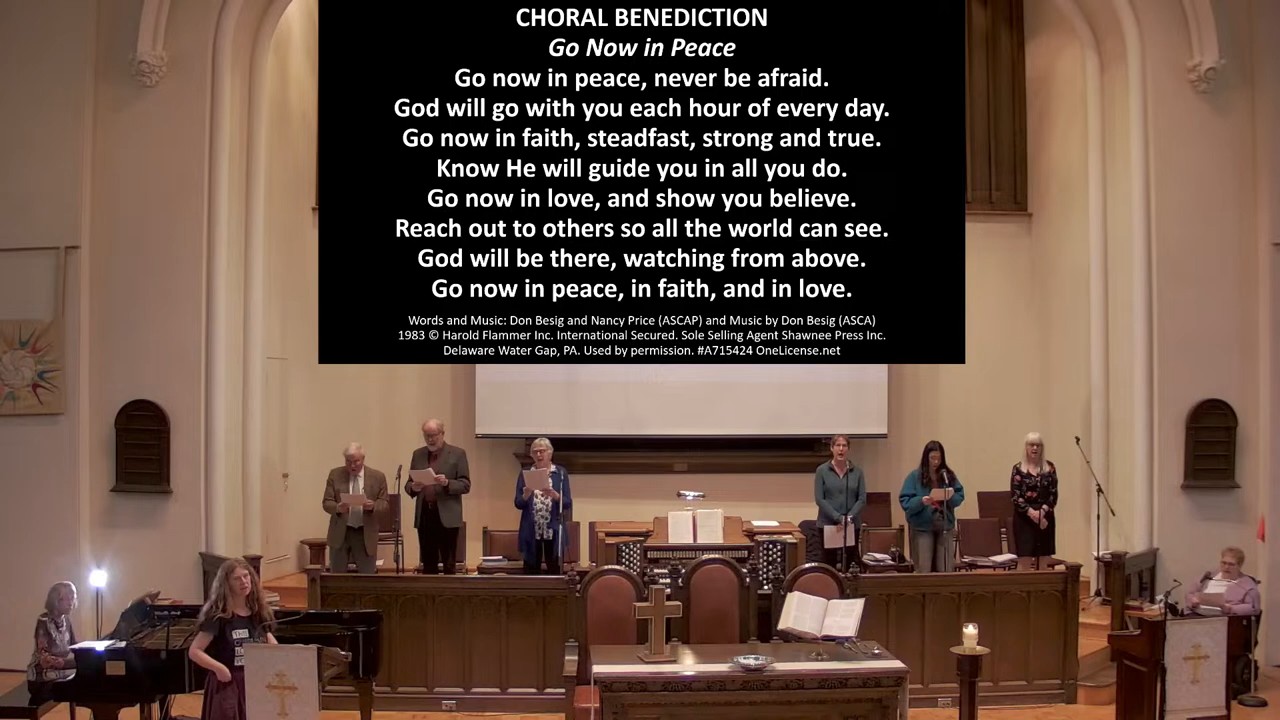 CHORAL BENEDICTION
Go Now in Peace
Go now in peace, never be afraid.
God will go with you each hour of every day.
Go now in faith, steadfast, strong and true.
Know He will guide you in all you do.
Go now in love, and show you believe.
Reach out to others so all the world can see.
God will be there, watching from above.
Go now in peace, in faith, and in love.
Words and Music: Don Besig and Nancy Price (ASCAP) and Music by Don Besig (ASCA)
1983 © Harold Flammer Inc. International Secured. Sole Selling Agent Shawnee Press Inc.
Delaware Water Gap, PA. Used by permission. #A715424 OneLicense.net